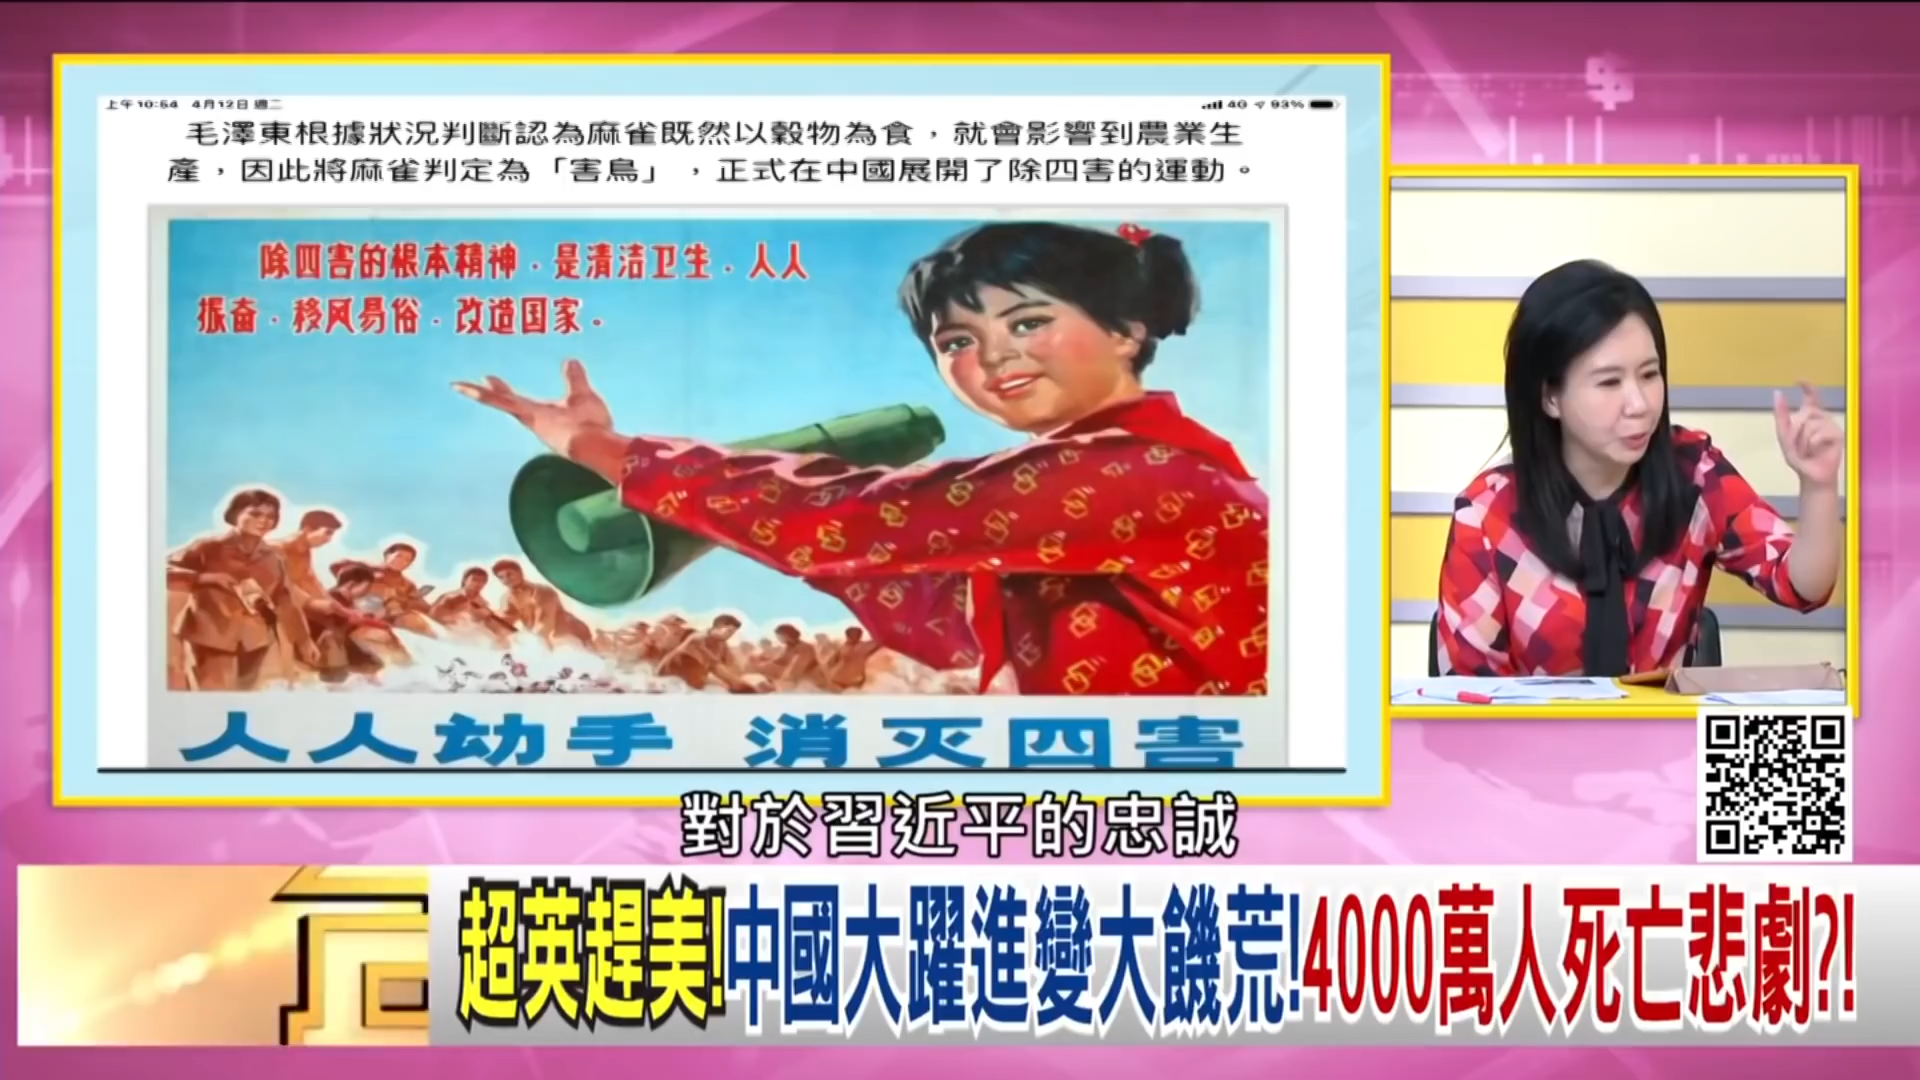 上午10:54 4月12日 週二
4G 93%
毛澤東根據狀況判斷認為麻雀既然以穀物為食，就會影響到農業生
產，因此將麻雀判定為「害鳥」，正式在中國展開了除四害的運動。
除四害的根本精神．是清洁卫生．人人
振奋．移风易俗．改造国家。
人人动手 消灭四害
對於習近平的忠誠
超英趕美!中國大躍進變大饑荒!4000萬人死亡悲劇?!